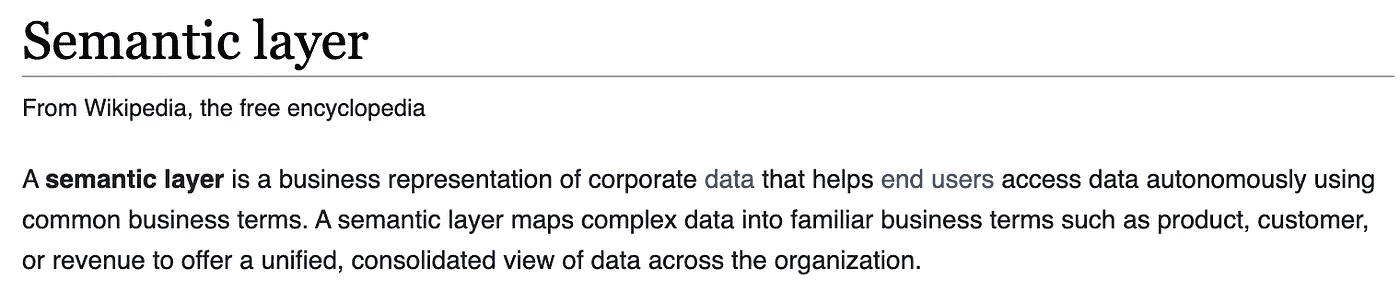 Semantic layer
From Wikipedia, the free encyclopedia
A semantic layer is a business representation of corporate data that helps end users access data autonomously using
common business terms. A semantic layer maps complex data into familiar business terms such as product, customer,
or revenue to offer a unified, consolidated view of data across the organization.